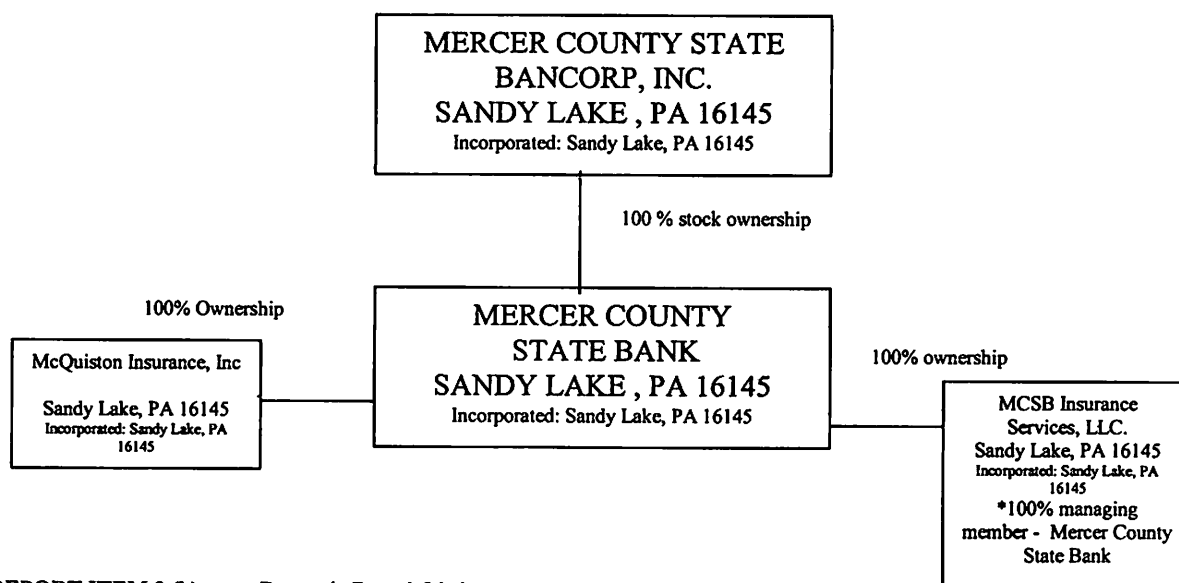 MERCER COUNTY STATE
BANCORP, INC.
SANDY LAKE , PA 16145
Incorporated: Sandy Lake, PA 16145
100 % stock ownership
100% Ownership
McQuiston Insurance, Inc
Sandy Lake, PA 16145
Incorporated: Sandy Lake, PA
16145
MERCER COUNTY
STATE BANK
SANDY LAKE , PA 16145
Incorporated: Sandy Lake, PA 16145
100% ownership
MCSB Insurance
Services, LLC.
Sandy Lake, PA 16145
Incorporated: Sandy Lake, PA
16145
*100% managing
member - Mercer County
State Bank